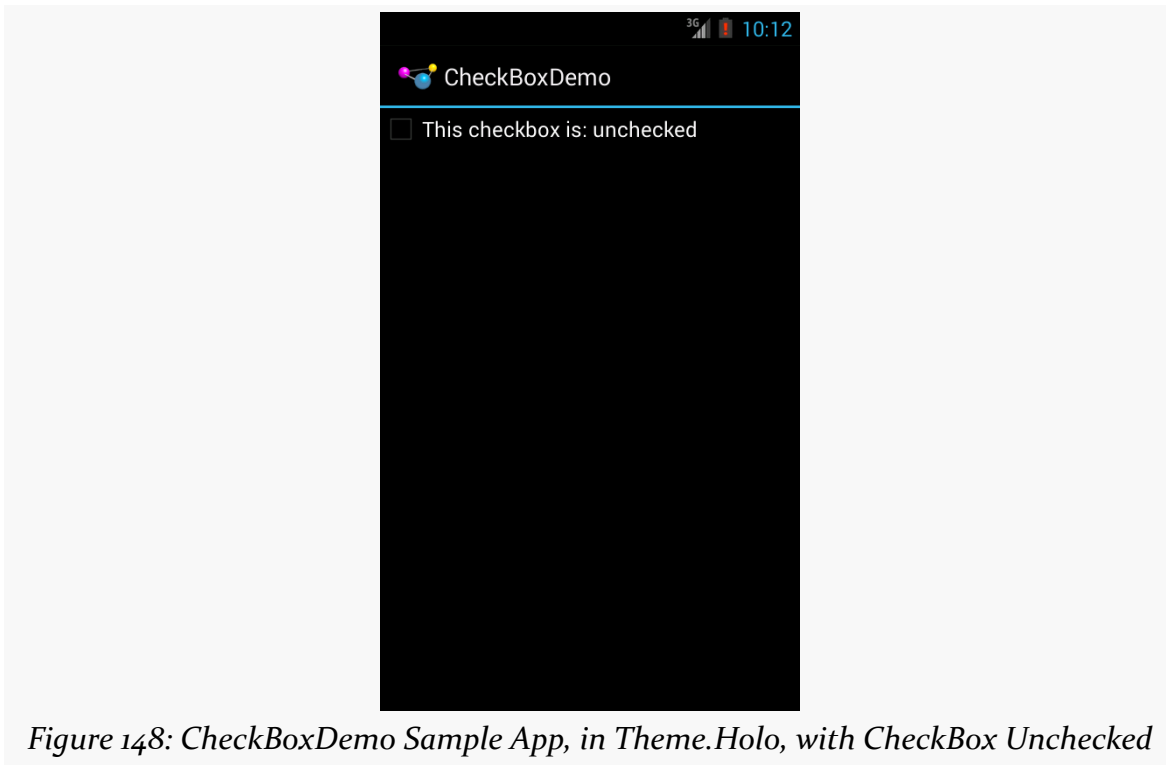 3G 10:12
CheckBoxDemo
This checkbox is: unchecked
Figure 148: CheckBoxDemo Sample App, in Theme.Holo, with CheckBox Unchecked